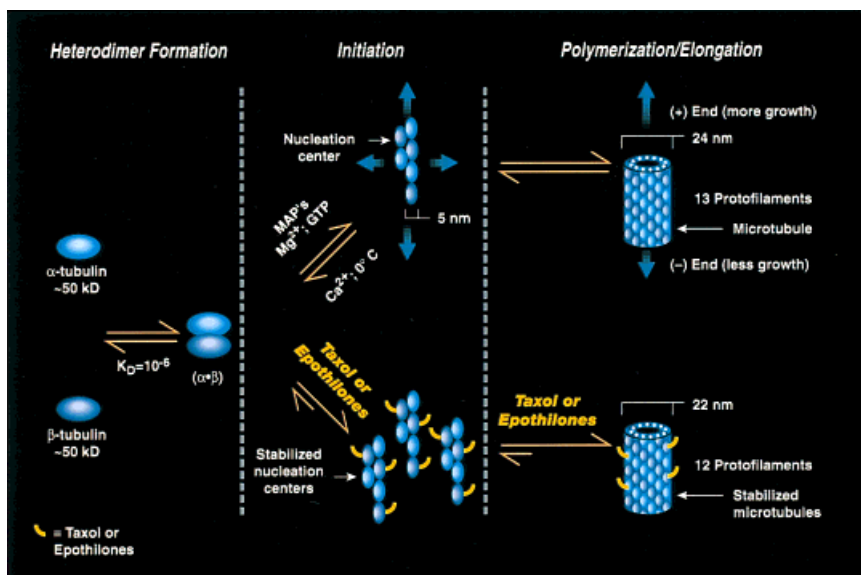 Heterodimer Formation
Initiation
Polymerization/Elongation
α-tubulin
~50 kD
β-tubulin
~50 kD
K_D=10⁻⁶
(α•β)
= Taxol or
Epothilones
Nucleation
center
5 nm
MAP's
Mg²⁺; GTP
Ca²⁺; 0° C
Taxol or
Epothilones
Stabilized
nucleation
centers
(+) End (more growth)
24 nm
13 Protofilaments
Microtubule
(–) End (less growth)
Taxol or
Epothilones
22 nm
12 Protofilaments
Stabilized
microtubules